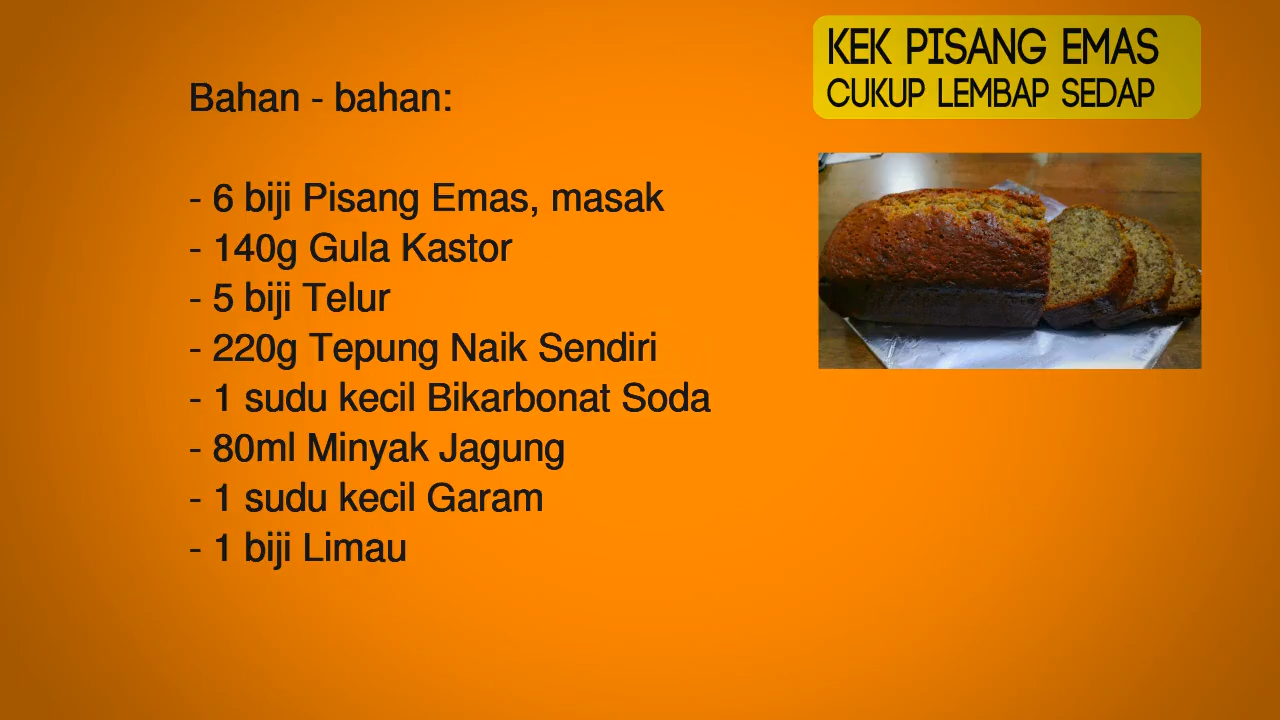 KEK PISANG EMAS
CUKUP LEMBAP SEDAP
Bahan - bahan:
- 6 biji Pisang Emas, masak
- 140g Gula Kastor
- 5 biji Telur
- 220g Tepung Naik Sendiri
- 1 sudu kecil Bikarbonat Soda
- 80ml Minyak Jagung
- 1 sudu kecil Garam
- 1 biji Limau